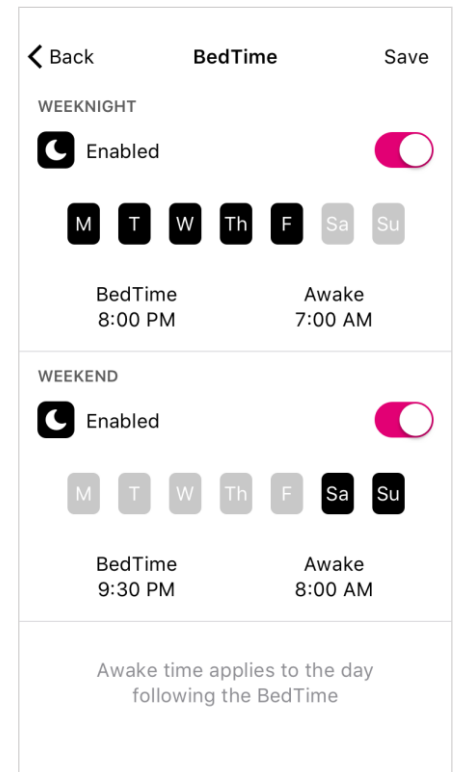 Back BedTime Save
WEEKNIGHT
Enabled
M T W Th F Sa Su
BedTime Awake
8:00 PM 7:00 AM
WEEKEND
Enabled
M T W Th F Sa Su
BedTime Awake
9:30 PM 8:00 AM
Awake time applies to the day
following the BedTime